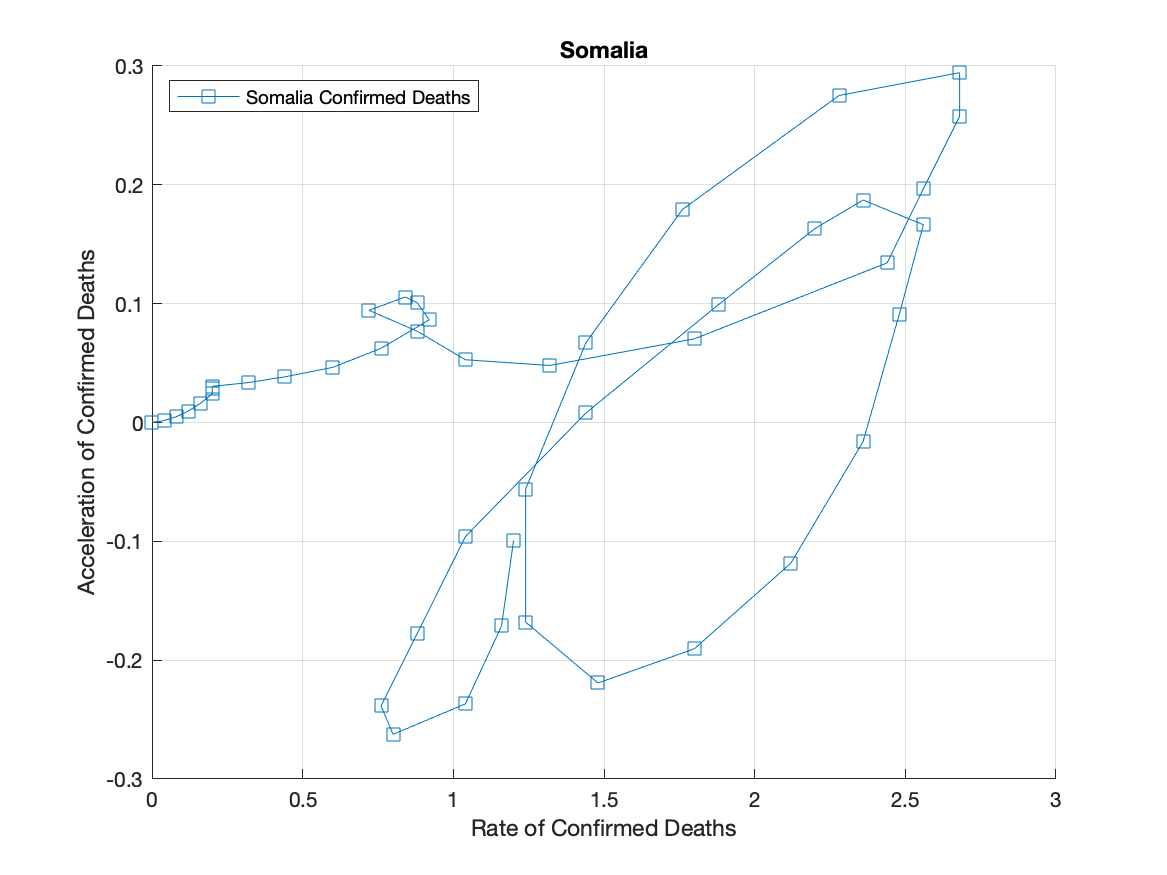 Somalia
Somalia Confirmed Deaths
Acceleration of Confirmed Deaths
0.3
0.2
0.1
0
-0.1
-0.2
-0.3
0 0.5 1 1.5 2 2.5 3
Rate of Confirmed Deaths